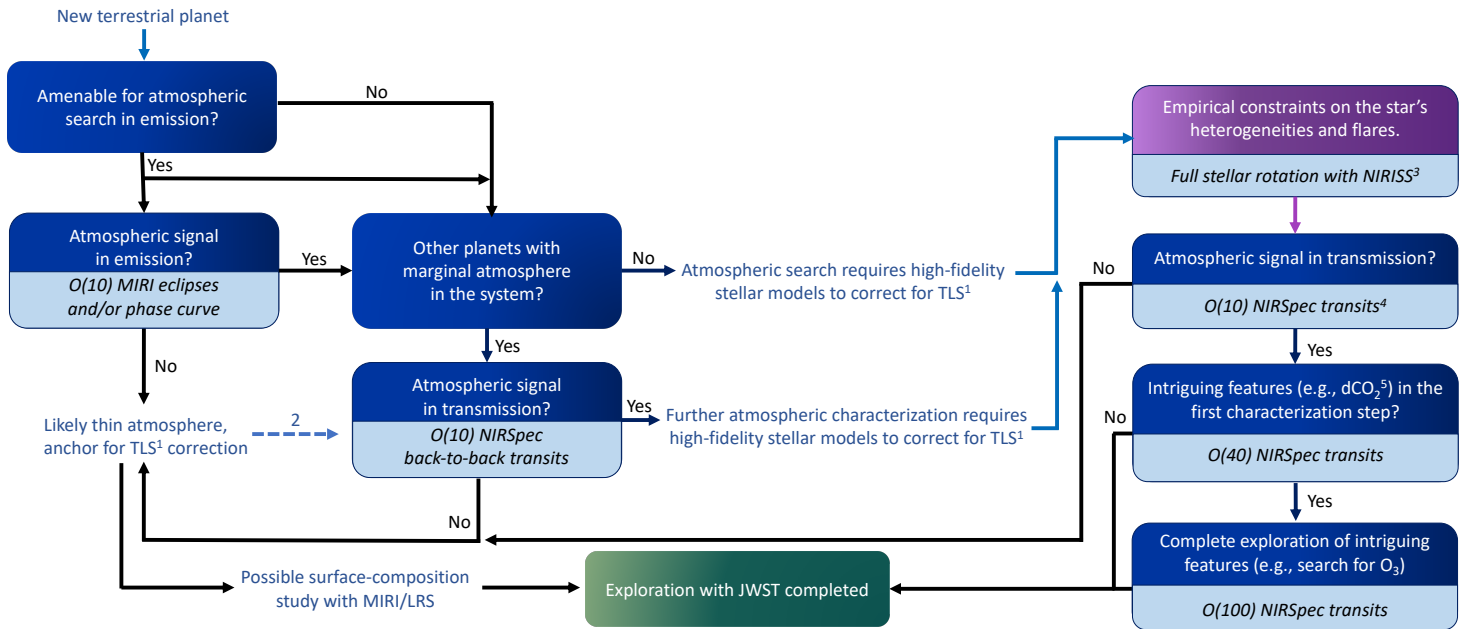 New terrestrial planet
Amenable for atmospheric
search in emission?
No
Yes
Atmospheric signal
in emission?
O(10) MIRI eclipses
and/or phase curve
Yes
No
Other planets with
marginal atmosphere
in the system?
No
Yes
Atmospheric search requires high-fidelity
stellar models to correct for TLS¹
Likely thin atmosphere,
anchor for TLS¹ correction
2
Atmospheric signal
in transmission?
O(10) NIRSpec
back-to-back transits
Yes
No
Further atmospheric characterization requires
high-fidelity stellar models to correct for TLS¹
Possible surface-composition
study with MIRI/LRS
Exploration with JWST completed
Empirical constraints on the star's
heterogeneities and flares.
Full stellar rotation with NIRISS³
Atmospheric signal in transmission?
O(10) NIRSpec transits⁴
No
Yes
Intriguing features (e.g., dCO₂⁵) in the
first characterization step?
O(40) NIRSpec transits
No
Yes
Complete exploration of intriguing
features (e.g., search for O₃)
O(100) NIRSpec transits